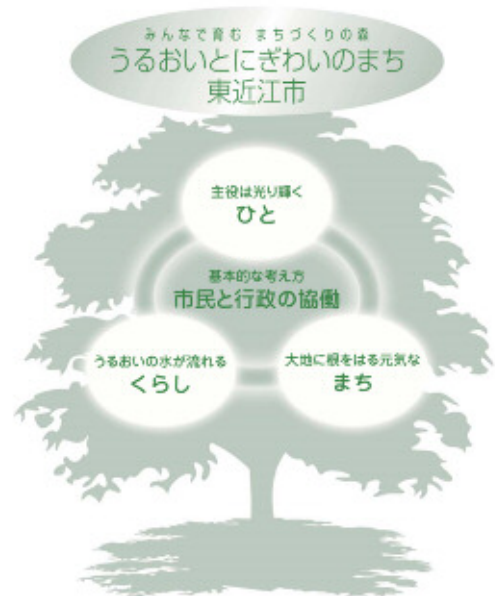 みんなで育む まちづくりの森
うるおいとにぎわいのまち
東近江市
主役は光り輝く
ひと
基本的な考え方
市民と行政の協働
うるおいの水が流れる
くらし
大地に根をはる元気な
まち